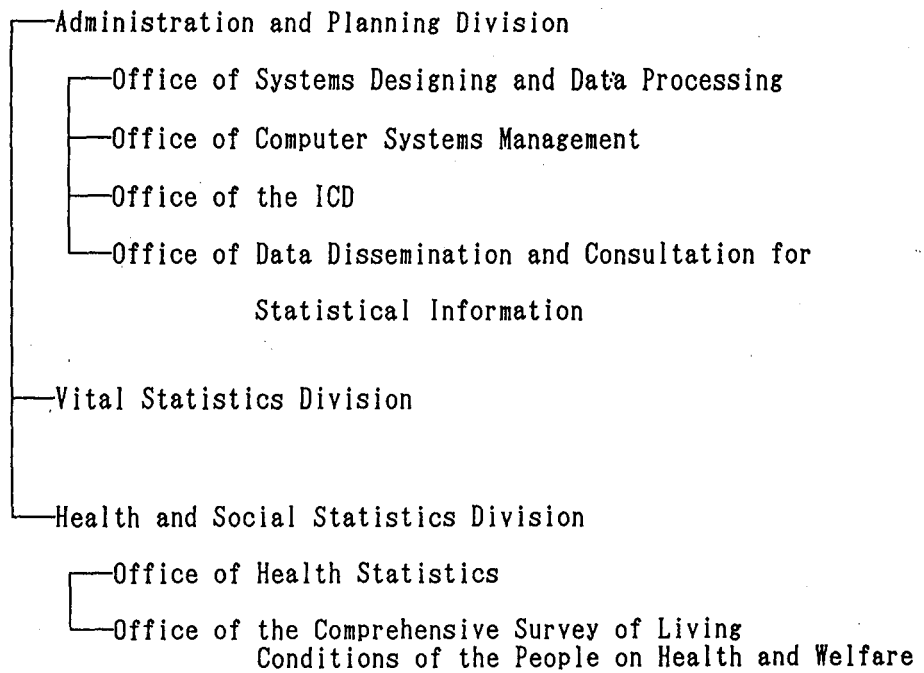 Administration and Planning Division
Office of Systems Designing and Data Processing
Office of Computer Systems Management
Office of the ICD
Office of Data Dissemination and Consultation for
Statistical Information
Vital Statistics Division
Health and Social Statistics Division
Office of Health Statistics
Office of the Comprehensive Survey of Living
Conditions of the People on Health and Welfare